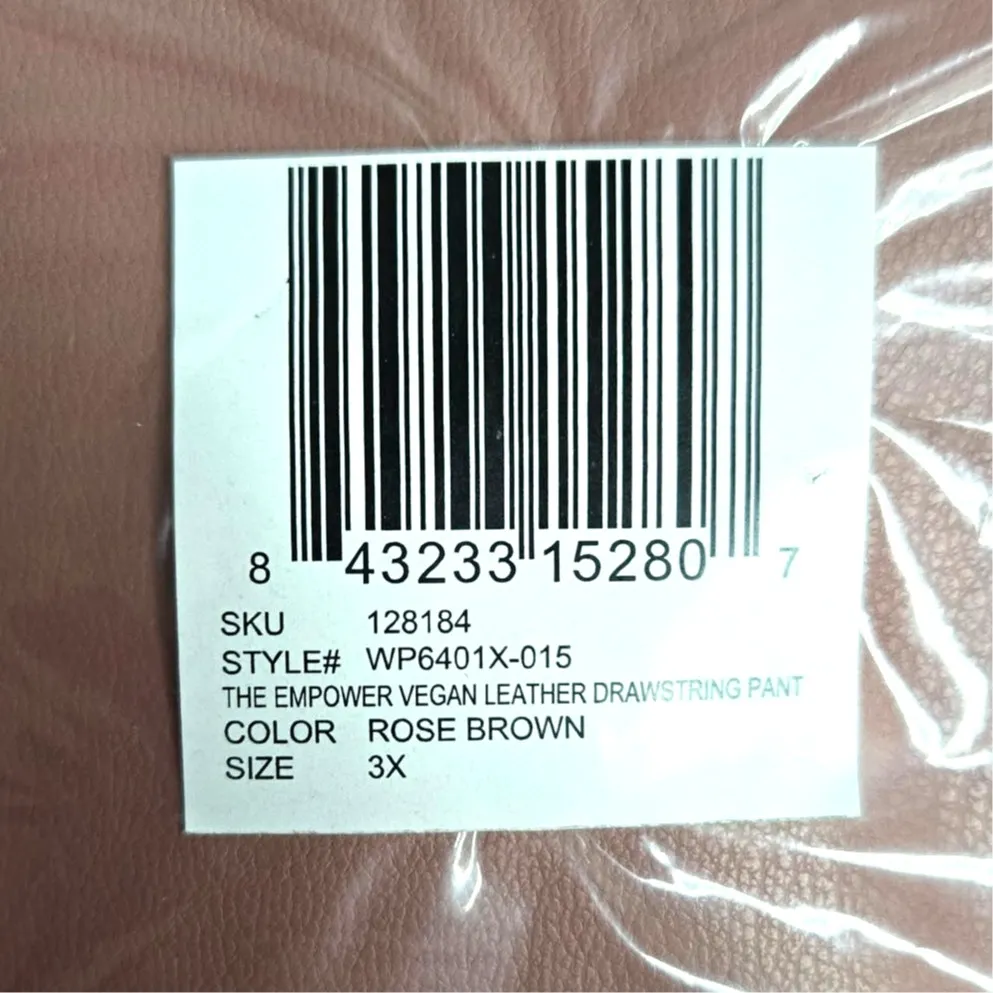 8 43233 15280 7
SKU 128184
STYLE# WP6401X-015
THE EMPOWER VEGAN LEATHER DRAWSTRING PANT
COLOR ROSE BROWN
SIZE 3X